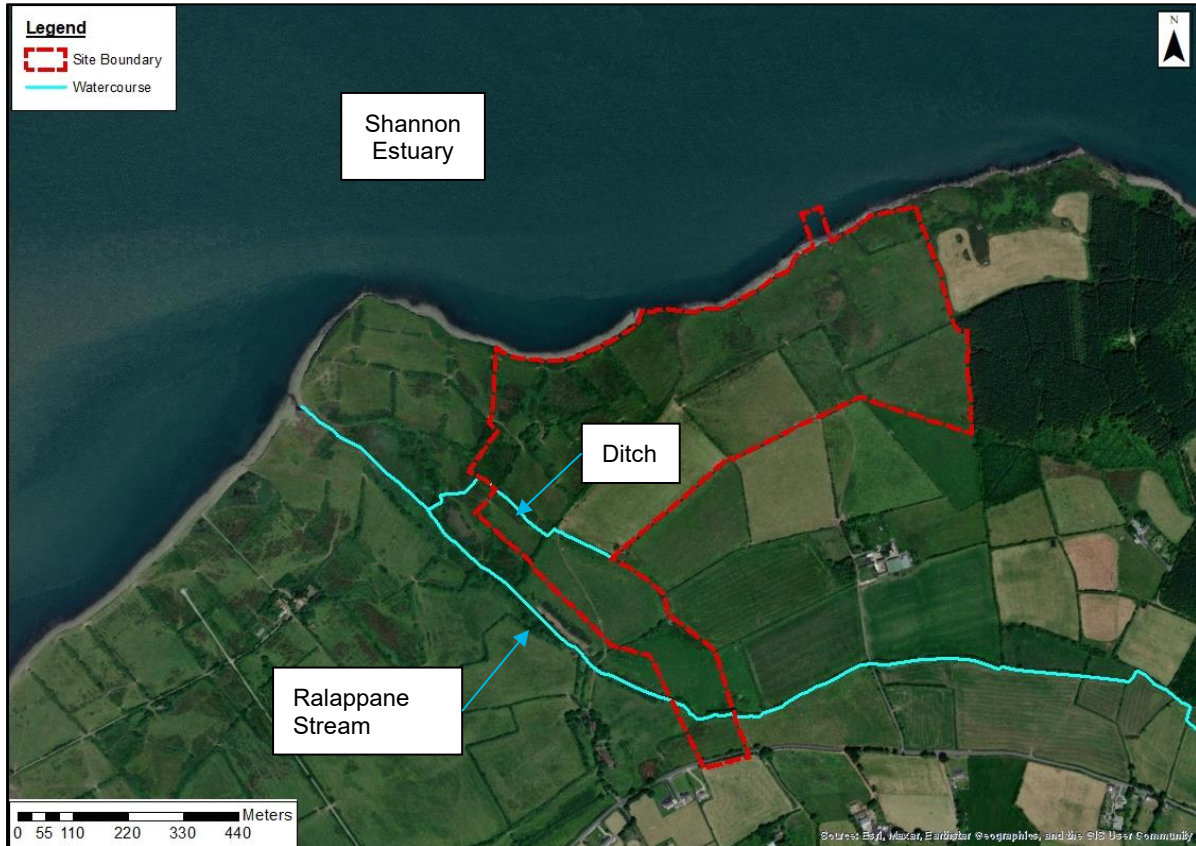 Legend
Site Boundary
Watercourse
N
Shannon
Estuary
Ditch
Ralappane
Stream
Meters
0 55 110 220 330 440
Source: Esri, Maxar, Earthstar Geographics, and the GIS User Community